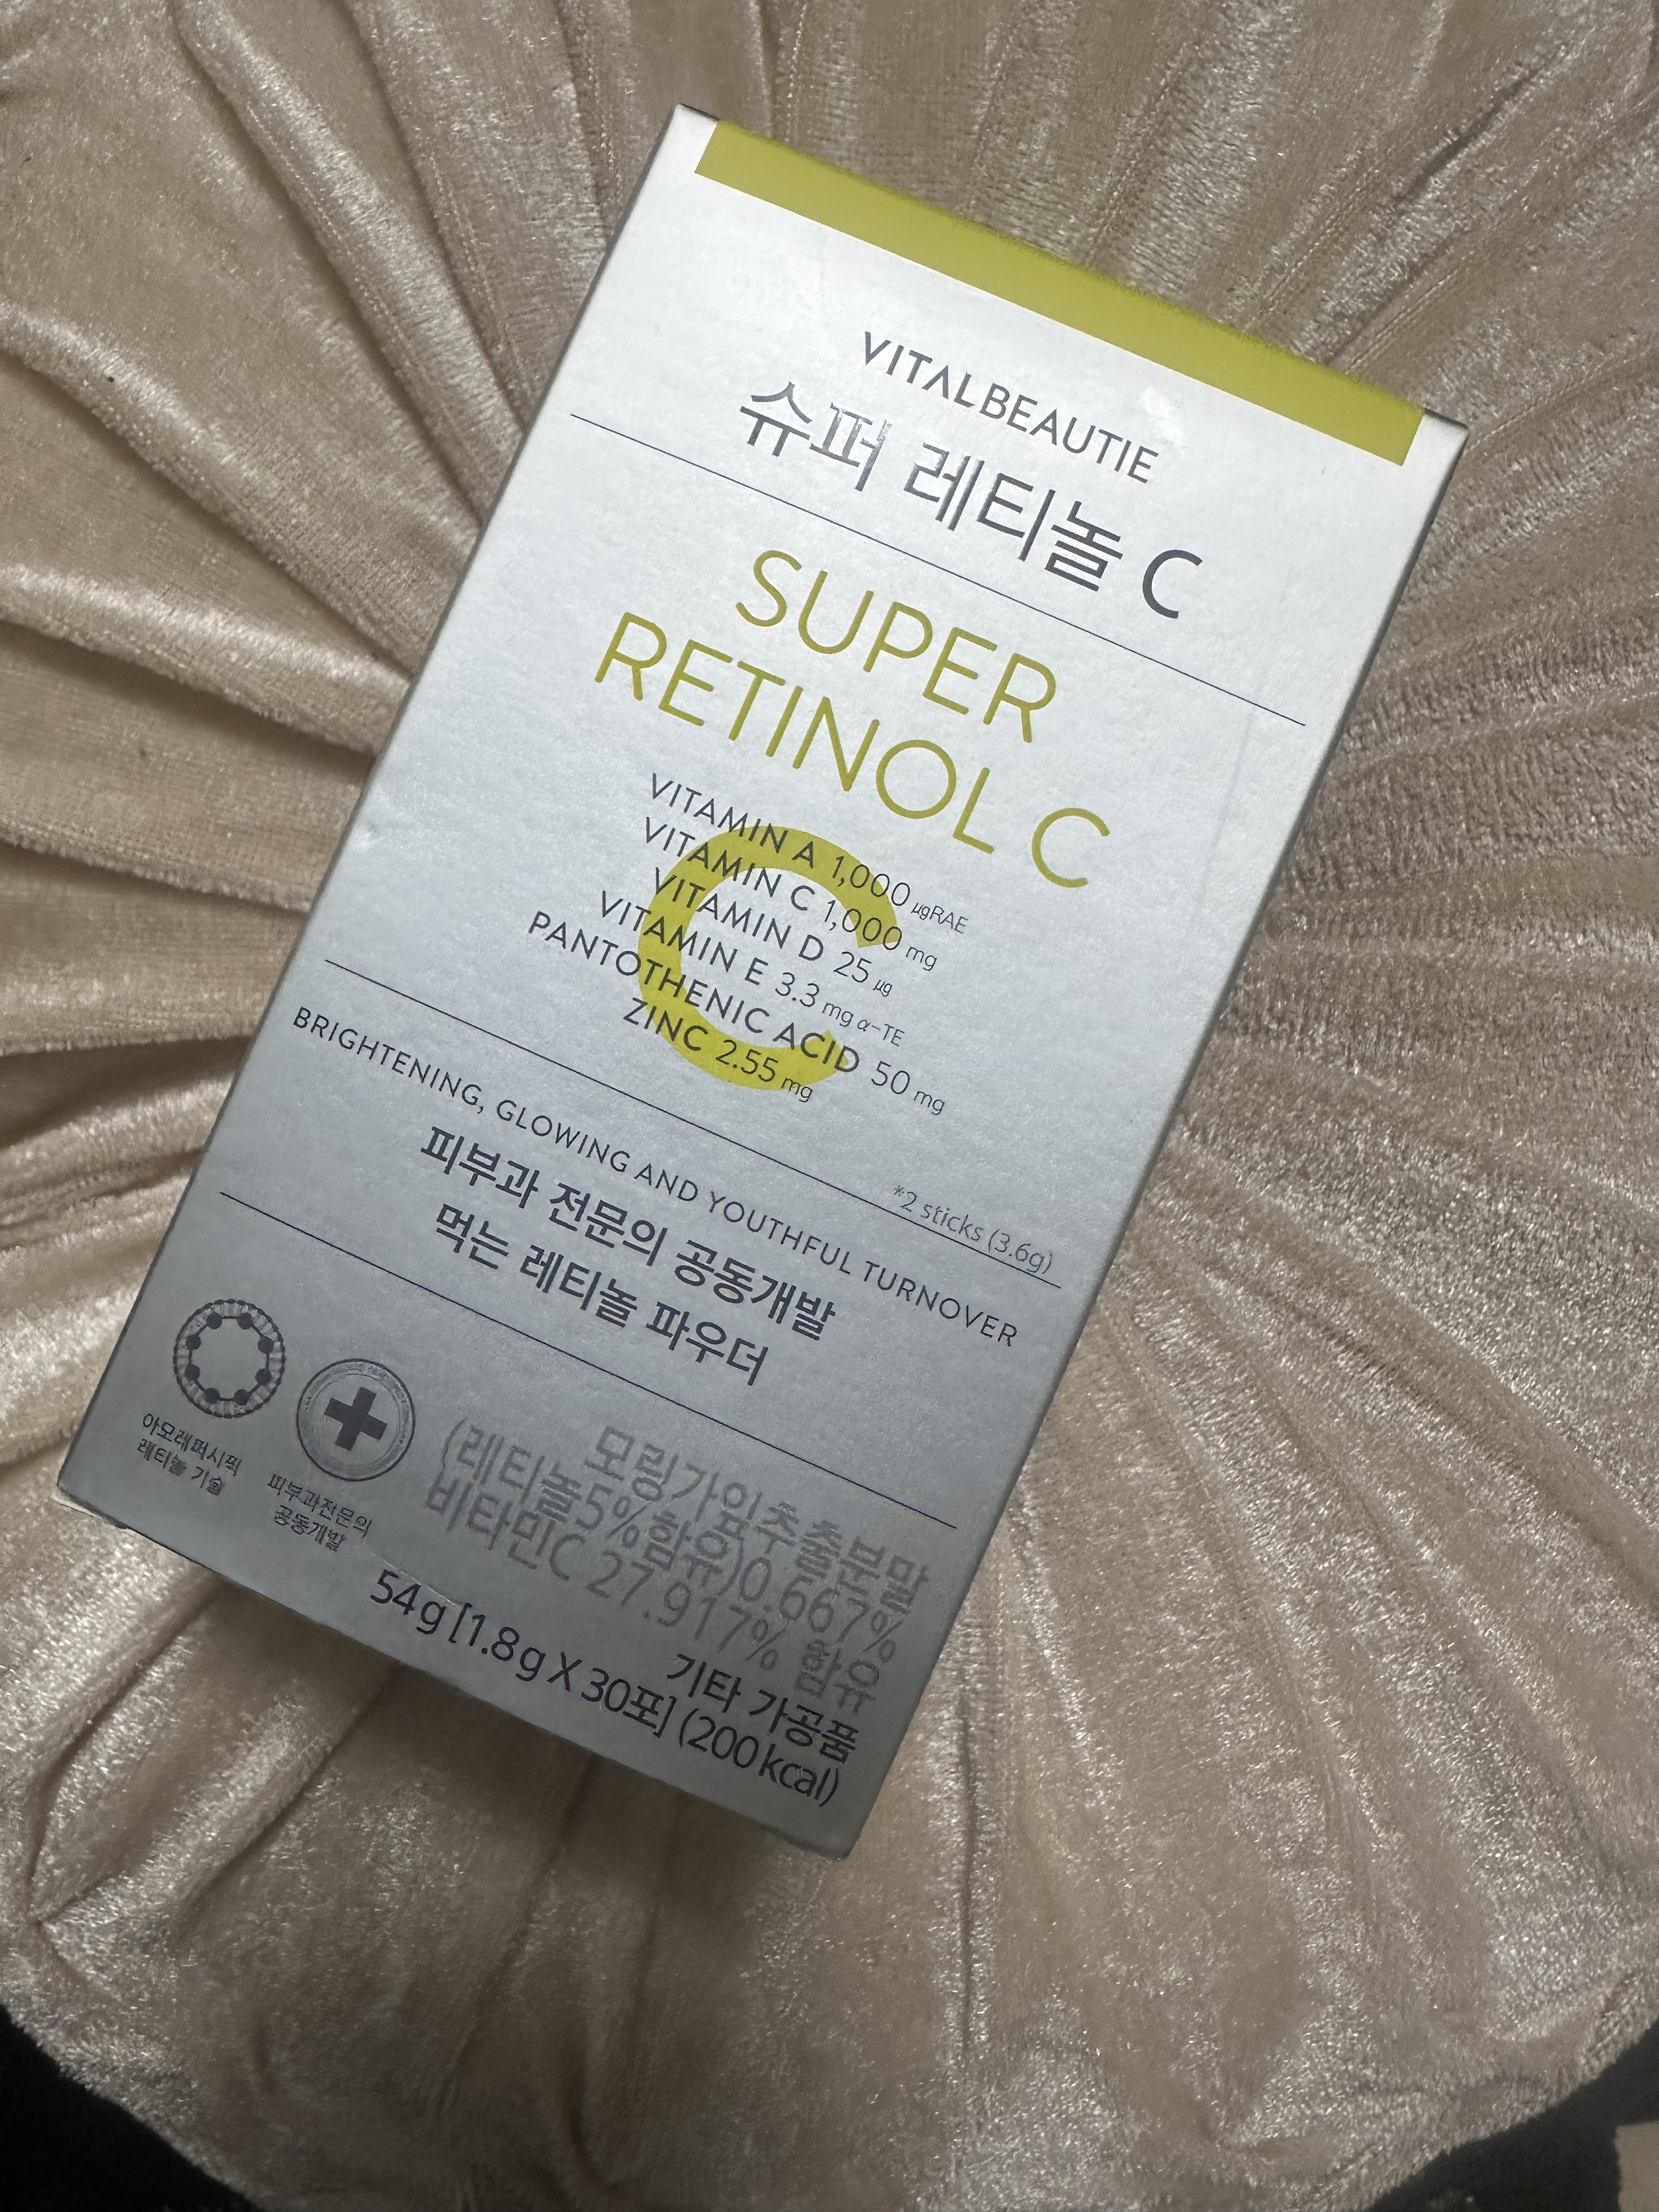 VITALBEAUTIE
슈퍼 레티놀 C
SUPER
RETINOL C
VITAMIN A 1,000 μgRAE
VITAMIN C 1,000 mg
VITAMIN D 25 μg
VITAMIN E 3.3 mg α-TE
PANTOTHENIC ACID 50 mg
ZINC 2.55 mg
C
*2 sticks (3.6g)
BRIGHTENING, GLOWING AND YOUTHFUL TURNOVER
피부과 전문의 공동개발
먹는 레티놀 파우더
아모레퍼시픽
레티놀 기술
피부과전문의
공동개발
모링가잎추출분말
(레티놀5%함유)0.667%
비타민C 27.917% 함유
기타 가공품
54g [1.8g X 30포] (200kcal)